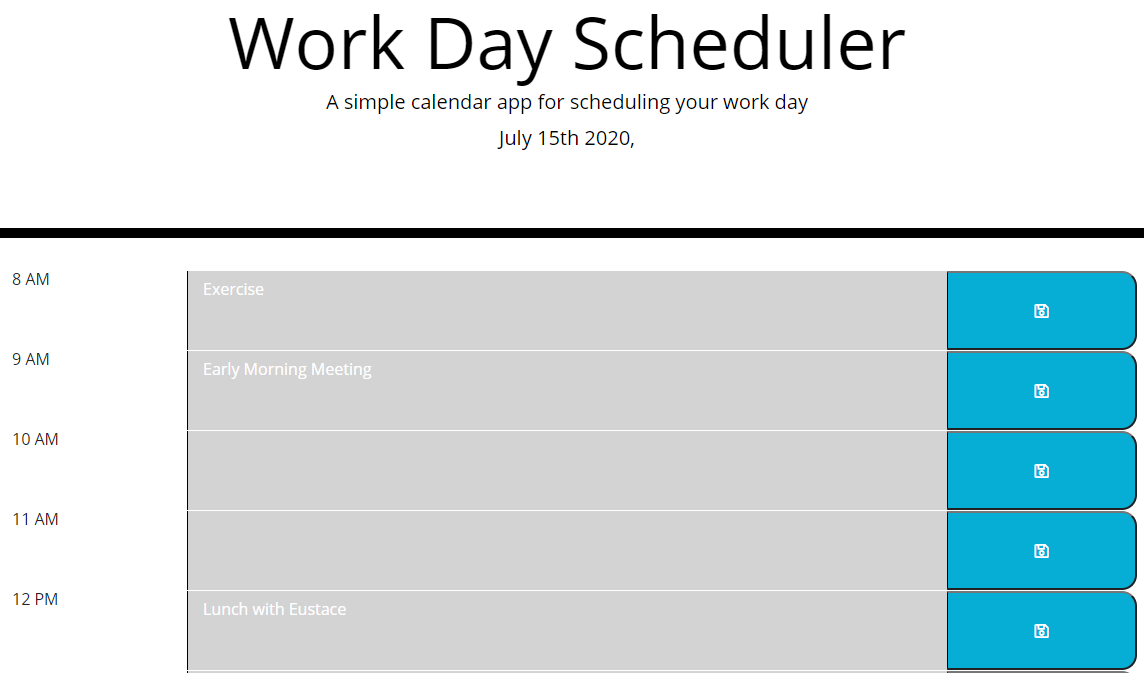 Work Day Scheduler
A simple calendar app for scheduling your work day
July 15th 2020,
8 AM
Exercise
9 AM
Early Morning Meeting
10 AM
11 AM
12 PM
Lunch with Eustace